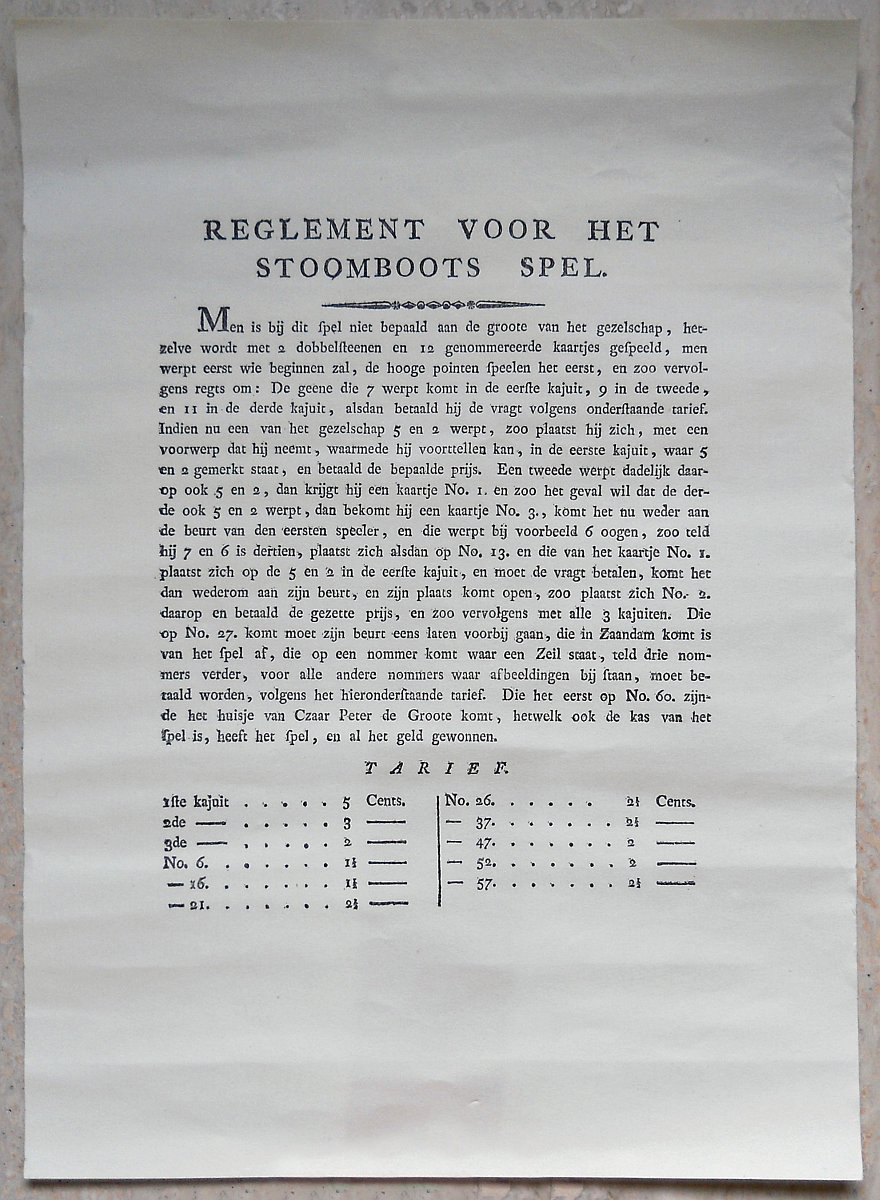 REGLEMENT VOOR HET
STOOMBOOTS SPEL.
Men is bij dit ſpel niet bepaald aan de groote van het gezelschap, het-
zelve wordt met 2 dobbelſteenen en 12 genommereerde kaartjes geſpeeld, men
werpt eerst wie beginnen zal, de hooge pointen ſpeelen het eerst, en zoo vervol-
gens regts om: De geene die 7 werpt komt in de eerſte kajuit, 9 in de tweede,
en 11 in de derde kajuit, alsdan betaald hij de vragt volgens onderſtaande tarief.
Indien nu een van het gezelschap 5 en 2 werpt, zoo plaatst hij zich, met een
voorwerp dat hij neemt, waarmede hij voorttellen kan, in de eerste kajuit, waar 5
en 2 gemerkt staat, en betaald de bepaalde prijs. Een tweede werpt dadelijk daar-
op ook 5 en 2, dan krijgt hij een kaartje No. 1. en zoo het geval wil dat de der-
de ook 5 en 2 werpt, dan bekomt hij een kaartje No. 3., komt het nu weder aan
de beurt van den eersten speeler, en die werpt bij voorbeeld 6 oogen, zoo teld
hij 7 en 6 is dertien, plaatst zich alsdan op No. 13. en die van het kaartje No. 1.
plaatst zich op de 5 en 2 in de eerſte kajuit, en moet de vragt betalen, komt het
dan wederom aan zijn beurt, en zijn plaats komt open, zoo plaatst zich No. 2.
daarop en betaald de gezette prijs, en zoo vervolgens met alle 3 kajuiten. Die
op No. 27. komt moet zijn beurt eens laten voorbij gaan, die in Zaandam komt is
van het ſpel af, die op een nommer komt waar een Zeil staat, teld drie nom-
mers verder, voor alle andere nommers waar afbeeldingen bij ſtaan, moet be-
taald worden, volgens het hieronderſtaande tarief. Die het eerst op No. 60. zijn-
de het huisje van Czaar Peter de Groote komt, hetwelk ook de kas van het
ſpel is, heeft het ſpel, en al het geld gewonnen.
TARIEF.
1ſte kajuit . . . . . 5 Cents.
2de — . . . . . 3 —
3de — . . . . . 2 —
No. 6. . . . . . . 1½ —
— 16. . . . . . . 1½ —
— 21. . . . . . . 2½ —
No. 26. . . . . . 2½ Cents.
— 37. . . . . . . 2½ —
— 47. . . . . . . 2 —
— 52. . . . . . . 2 —
— 57. . . . . . . 2½ —